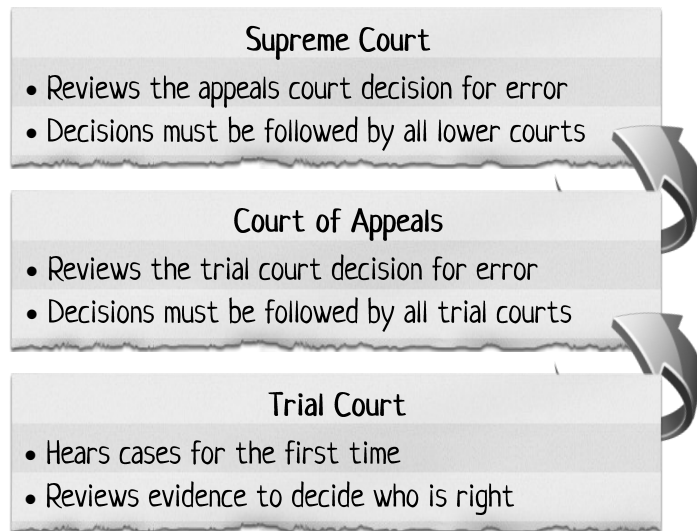 Supreme Court
• Reviews the appeals court decision for error
• Decisions must be followed by all lower courts
Court of Appeals
• Reviews the trial court decision for error
• Decisions must be followed by all trial courts
Trial Court
• Hears cases for the first time
• Reviews evidence to decide who is right